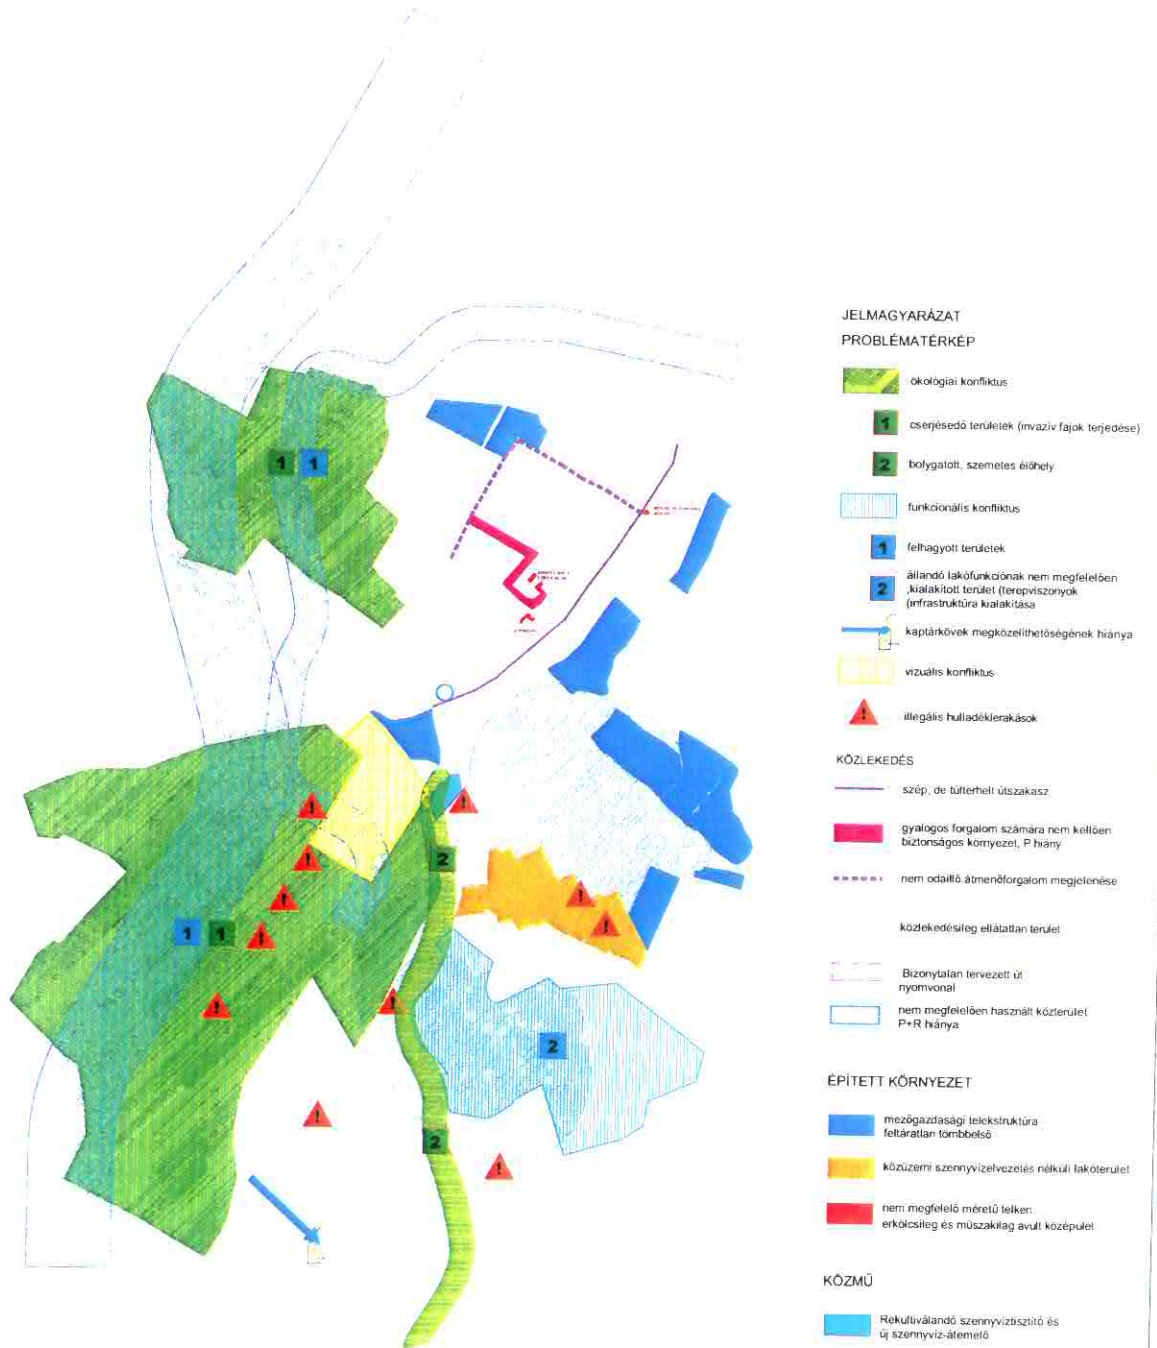 JELMAGYARÁZAT
PROBLÉMATÉRKÉP
ökológiai konfliktus
1
cserjésedő területek (invazív fajok terjedése)
2
bolygatott, szemetes élőhely
funkcionális konfliktus
1
felhagyott területek
2
állandó lakófunkciónak nem megfelelően
,kialakított terület (terepviszonyok
(infrastruktúra kialakítása
kaptárkövek megközelíthetőségének hiánya
vizuális konfliktus
!
illegális hulladéklerakások
KÖZLEKEDÉS
szép, de túlterhelt útszakasz
gyalogos forgalom számára nem kellően
biztonságos környezet, P hiány
nem odaillő átmenőforgalom megjelenése
közlekedésileg ellátatlan terület
Bizonytalan tervezett út
nyomvonal
nem megfelelően használt közterület
P+R hiánya
ÉPÍTETT KÖRNYEZET
mezőgazdasági telekstruktúra
feltáratlan tömbbelső
közüzemi szennyvízelvezetés nélküli lakóterület
nem megfelelő méretű telken
erkölcsileg és műszakilag avult középület
KÖZMŰ
Rekultiválandó szennyvíztisztító és
új szennyvíz-átemelő
1 1
!
!
!
2
!
!
!
1 1
!
!
!
2
!
2
!